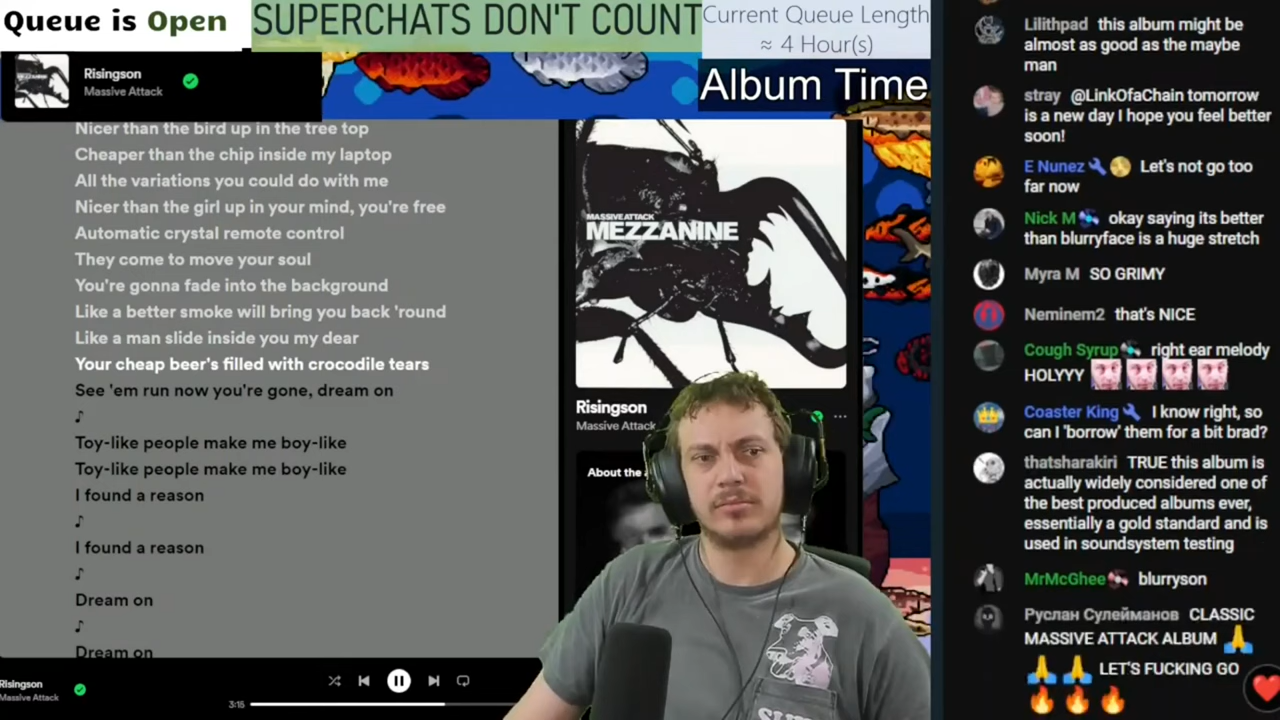 Queue is Open
SUPERCHATS DON'T COUNT
Current Queue Length
≈ 4 Hour(s)
Album Time
Risingson
Massive Attack
Nicer than the bird up in the tree top
Cheaper than the chip inside my laptop
All the variations you could do with me
Nicer than the girl up in your mind, you're free
Automatic crystal remote control
They come to move your soul
You're gonna fade into the background
Like a better smoke will bring you back 'round
Like a man slide inside you my dear
Your cheap beer's filled with crocodile tears
See 'em run now you're gone, dream on
♪
Toy-like people make me boy-like
Toy-like people make me boy-like
I found a reason
♪
I found a reason
♪
Dream on
♪
Dream on
MASSIVE ATTACK
MEZZANINE
Risingson
Massive Attack
About the
Risingson
Massive Attack
3:15
Lilithpad this album might be
almost as good as the maybe
man
stray @LinkOfaChain tomorrow
is a new day I hope you feel better
soon!
E Nunez Let's not go too
far now
Nick M okay saying its better
than blurryface is a huge stretch
Myra M SO GRIMY
Neminem2 that's NICE
Cough Syrup right ear melody
HOLYYY
Coaster King I know right, so
can I 'borrow' them for a bit brad?
thatsharakiri TRUE this album is
actually widely considered one of
the best produced albums ever,
essentially a gold standard and is
used in soundsystem testing
MrMcGhee blurryson
Руслан Сулейманов CLASSIC
MASSIVE ATTACK ALBUM 🙏
🙏 🙏 LET'S FUCKING GO
🔥 🔥 🔥